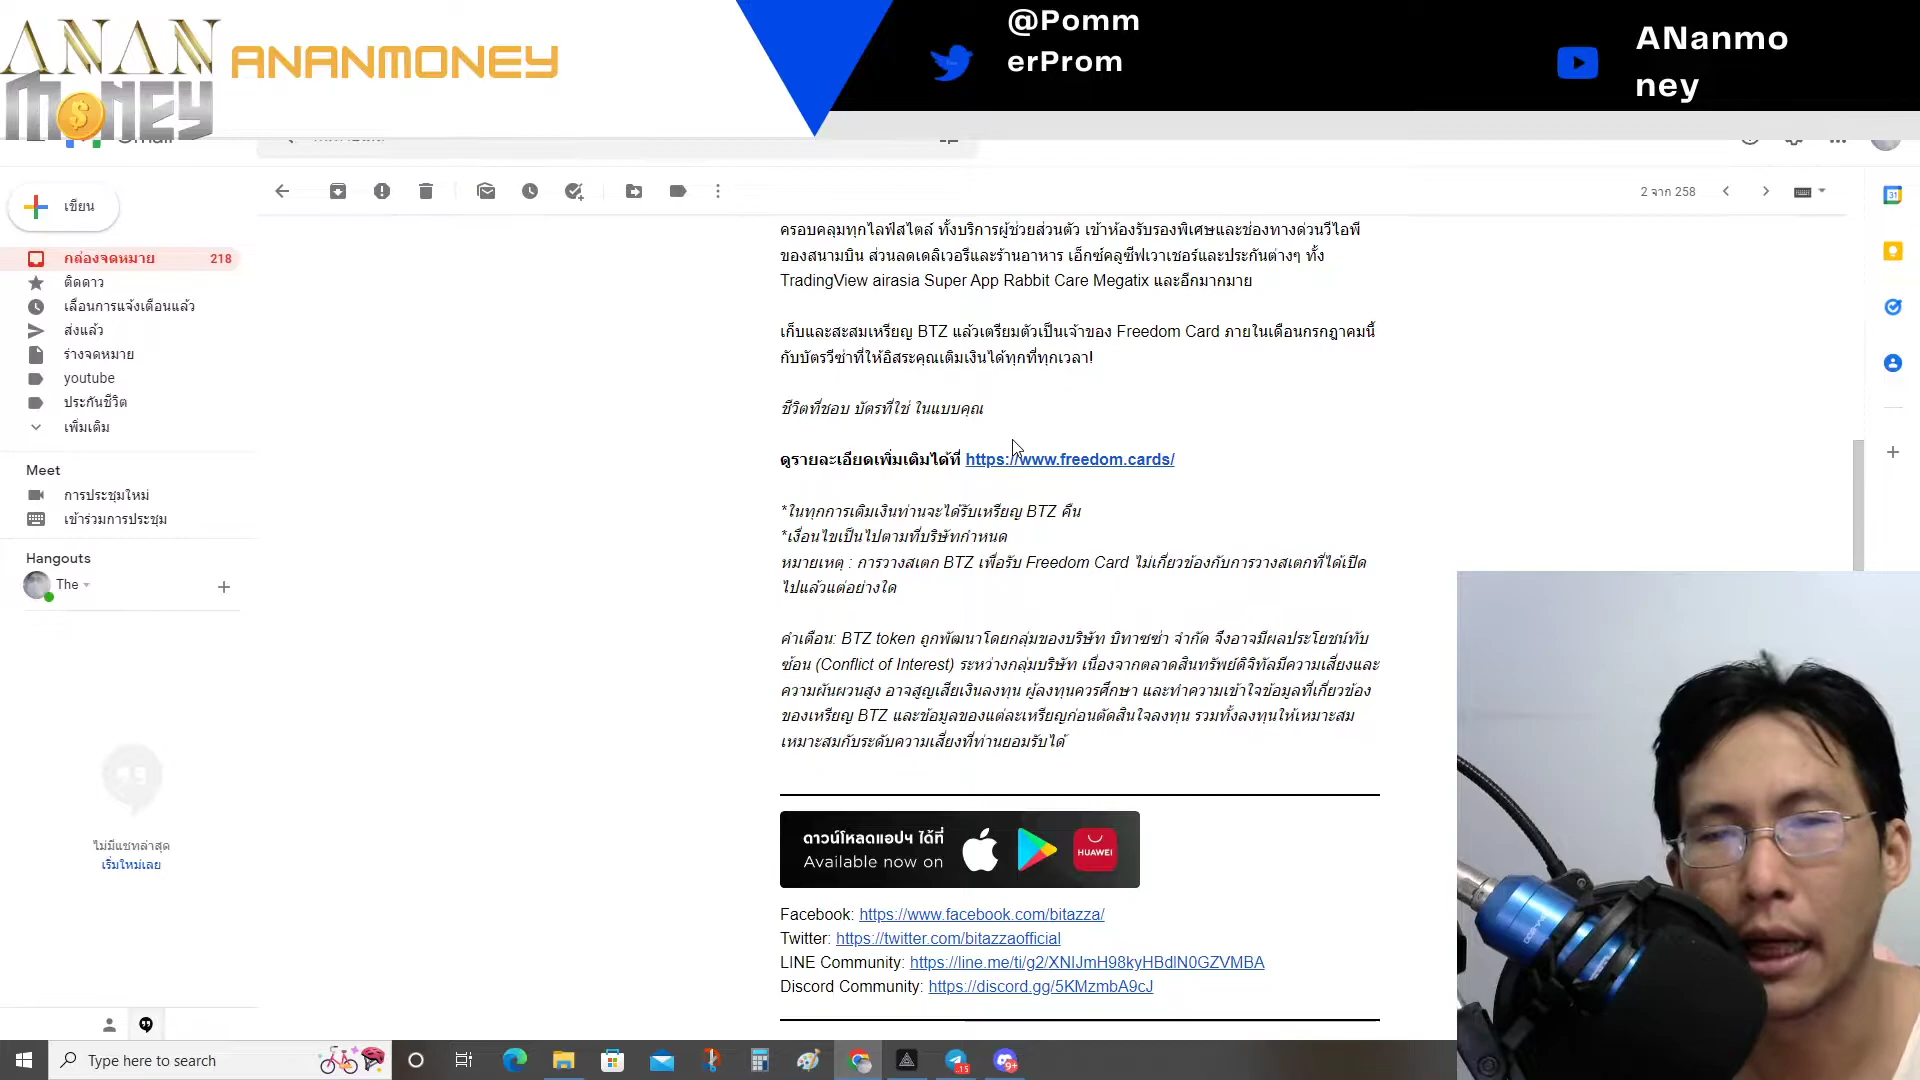 ANAN
MONEY
ANANMONEY
@Pomm
erProm
ANanmo
ney
เขียน
2 จาก 258
กล่องจดหมาย 218
ติดดาว
เลื่อนการแจ้งเตือนแล้ว
ส่งแล้ว
ร่างจดหมาย
youtube
ประกันชีวิต
เพิ่มเติม
Meet
การประชุมใหม่
เข้าร่วมการประชุม
Hangouts
The
ไม่มีแชทล่าสุด
เริ่มใหม่เลย
ครอบคลุมทุกไลฟ์สไตล์ ทั้งบริการผู้ช่วยส่วนตัว เข้าห้องรับรองพิเศษและช่องทางด่วนวีไอพี
ของสนามบิน ส่วนลดเดลิเวอรีและร้านอาหาร เอ็กซ์คลูซีฟเวาเชอร์และประกันต่างๆ ทั้ง
TradingView airasia Super App Rabbit Care Megatix และอีกมากมาย
เก็บและสะสมเหรียญ BTZ แล้วเตรียมตัวเป็นเจ้าของ Freedom Card ภายในเดือนกรกฎาคมนี้
กับบัตรวีซ่าที่ให้อิสระคุณเติมเงินได้ทุกที่ทุกเวลา!
ชีวิตที่ชอบ บัตรที่ใช่ ในแบบคุณ
ดูรายละเอียดเพิ่มเติมได้ที่ https://www.freedom.cards/
*ในทุกการเติมเงินท่านจะได้รับเหรียญ BTZ คืน
*เงื่อนไขเป็นไปตามที่บริษัทกำหนด
หมายเหตุ : การวางสเตก BTZ เพื่อรับ Freedom Card ไม่เกี่ยวข้องกับการวางสเตกที่ได้เปิด
ไปแล้วแต่อย่างใด
คำเตือน: BTZ token ถูกพัฒนาโดยกลุ่มของบริษัท บิทาซซ่า จำกัด จึงอาจมีผลประโยชน์ทับ
ซ้อน (Conflict of Interest) ระหว่างกลุ่มบริษัท เนื่องจากตลาดสินทรัพย์ดิจิทัลมีความเสี่ยงและ
ความผันผวนสูง อาจสูญเสียเงินลงทุน ผู้ลงทุนควรศึกษา และทำความเข้าใจข้อมูลที่เกี่ยวข้อง
ของเหรียญ BTZ และข้อมูลของแต่ละเหรียญก่อนตัดสินใจลงทุน รวมทั้งลงทุนให้เหมาะสม
เหมาะสมกับระดับความเสี่ยงที่ท่านยอมรับได้
ดาวน์โหลดแอปฯ ได้ที่
Available now on
HUAWEI
Facebook: https://www.facebook.com/bitazza/
Twitter: https://twitter.com/bitazzaofficial
LINE Community: https://line.me/ti/g2/XNlJmH98kyHBdlN0GZVMBA
Discord Community: https://discord.gg/5KMzmbA9cJ
Type here to search